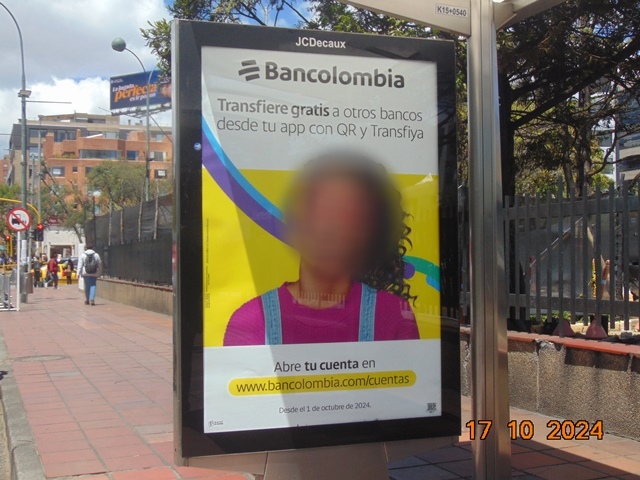 K15+0540
JCDecaux
Bancolombia
Transfiere gratis a otros bancos
desde tu app con QR y Transfiya
perfecta
Abre tu cuenta en
www.bancolombia.com/cuentas
Desde el 1 de octubre de 2024.
17 10 2024